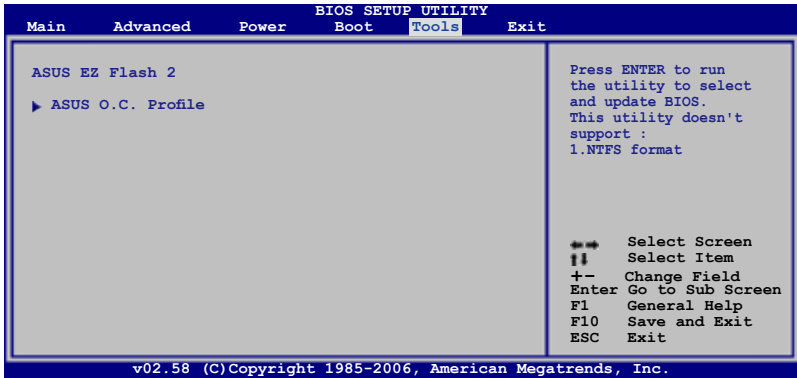 BIOS SETUP UTILITY
Main Advanced Power Boot Tools Exit
ASUS EZ Flash 2
ASUS O.C. Profile
Press ENTER to run
the utility to select
and update BIOS.
This utility doesn't
support :
1.NTFS format
Select Screen
Select Item
+- Change Field
Enter Go to Sub Screen
F1 General Help
F10 Save and Exit
ESC Exit
v02.58 (C)Copyright 1985-2006, American Megatrends, Inc.